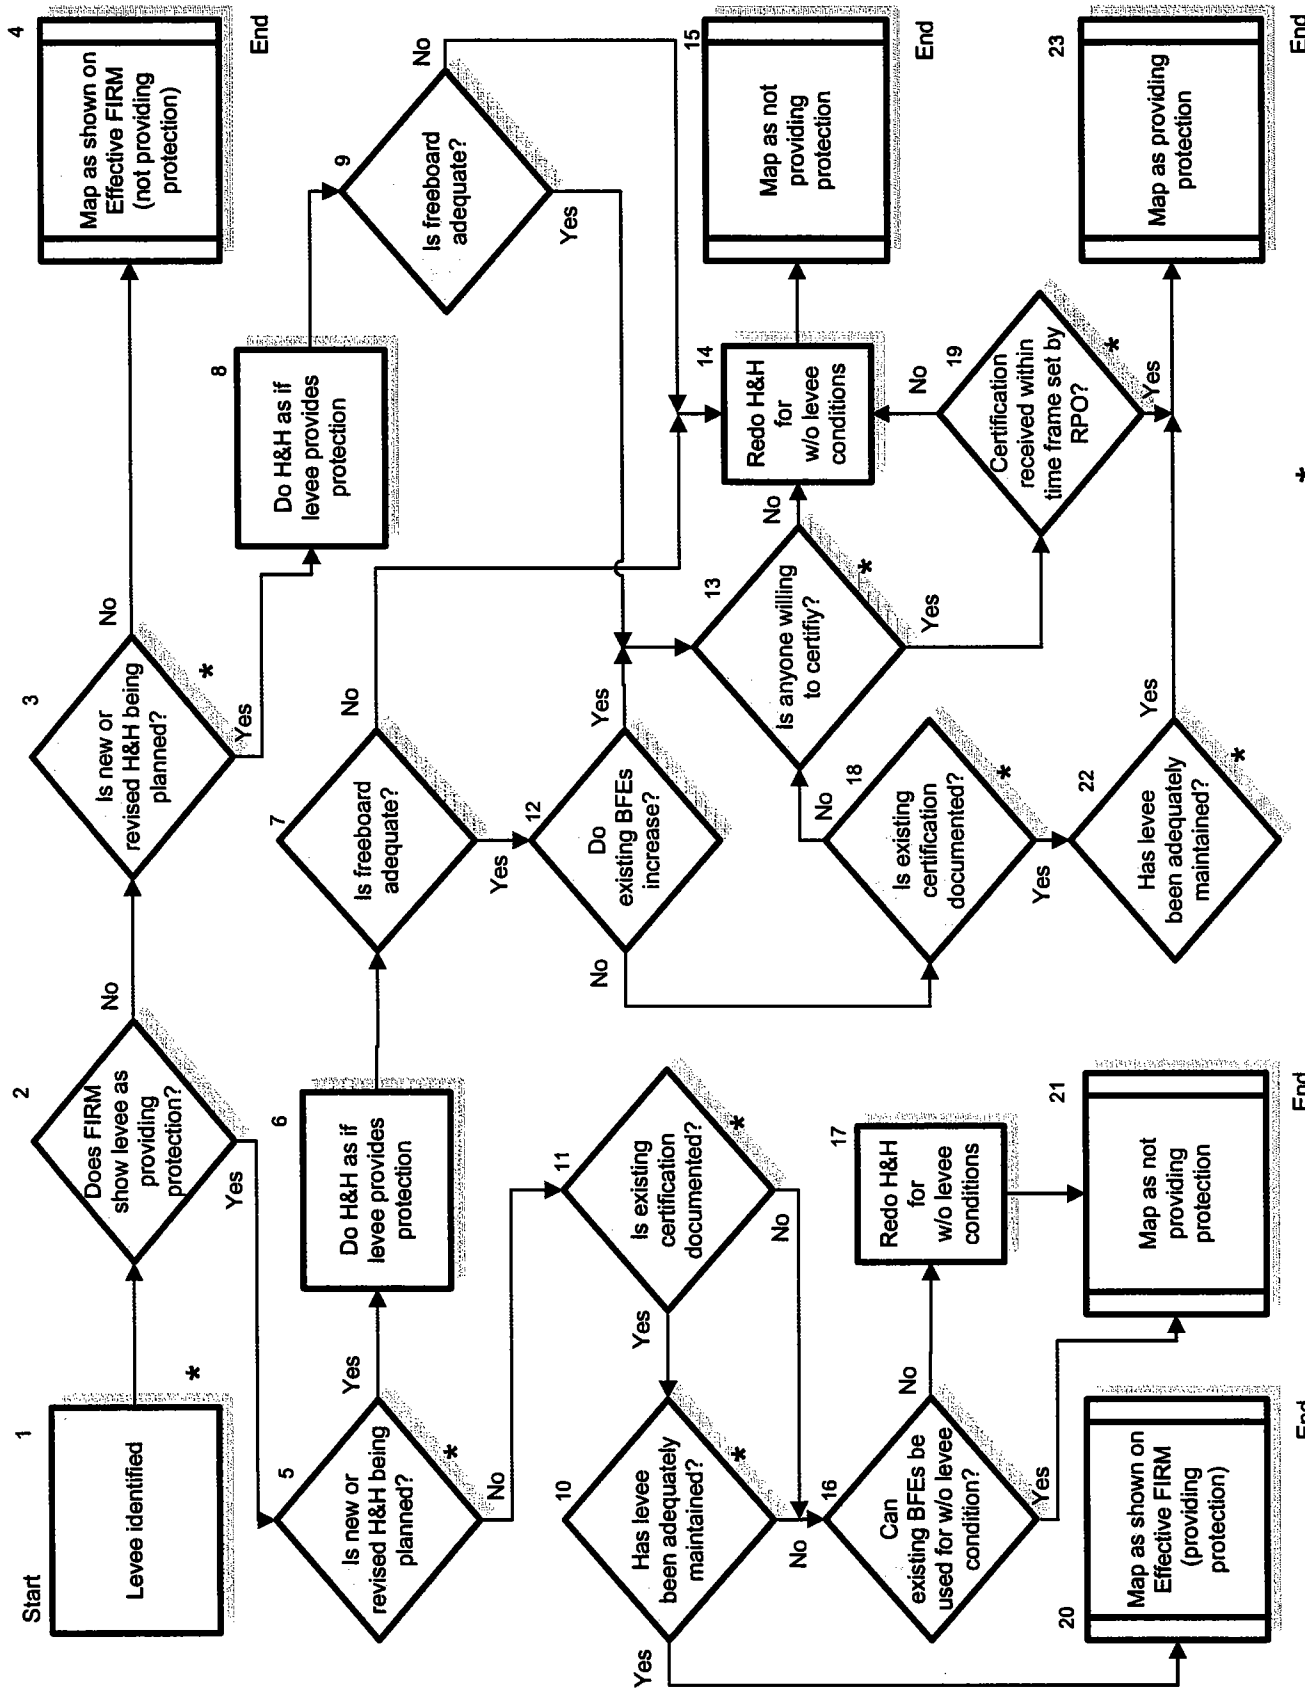 Start
1
Levee identified
*
2
Does FIRM
show levee as
providing
protection?
No
Yes
3
Is new or
revised H&H being
planned?
*
No
Yes
4
Map as shown on
Effective FIRM
(not providing
protection)
End
5
Is new or
revised H&H being
planned?
*
Yes
No
6
Do H&H as if
levee provides
protection
7
Is freeboard
adequate?
No
Yes
8
Do H&H as if
levee provides
protection
9
Is freeboard
adequate?
No
Yes
10
Has levee
been adequately
maintained?
*
Yes
No
11
Is existing
certification
documented?
*
Yes
No
12
Do
existing BFEs
increase?
Yes
No
13
Is anyone willing
to certifiy?
*
No
Yes
14
Redo H&H
for
w/o levee
conditions
15
Map as not
providing
protection
End
16
Can
existing BFEs be
used for w/o levee
condition?
No
Yes
17
Redo H&H
for
w/o levee
conditions
18
Is existing
certification
documented?
*
No
Yes
19
Certification
received within
time frame set by
RPO?
*
No
Yes
20
Map as shown on
Effective FIRM
(providing
protection)
End
21
Map as not
providing
protection
End
22
Has levee
been adequately
maintained?
*
Yes
23
Map as providing
protection
End
*